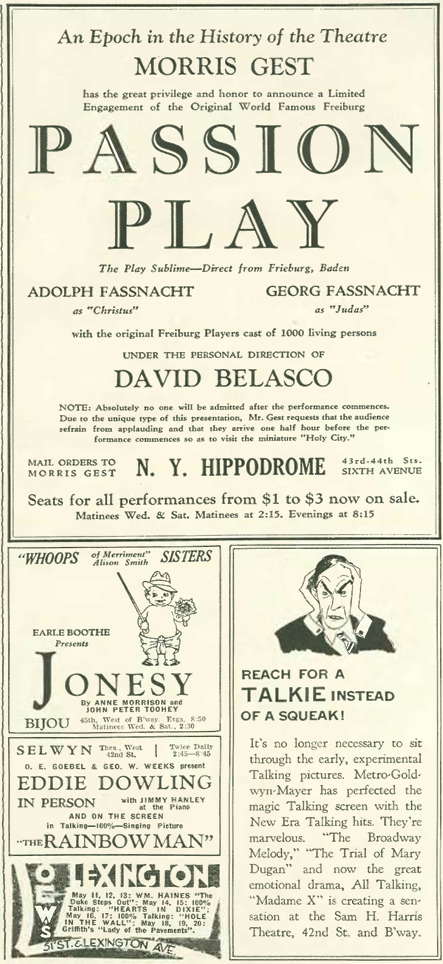 An Epoch in the History of the Theatre
MORRIS GEST
has the great privilege and honor to announce a Limited
Engagement of the Original World Famous Freiburg
PASSION
PLAY
The Play Sublime—Direct from Frieburg, Baden
ADOLPH FASSNACHT
as "Christus"
GEORG FASSNACHT
as "Judas"
with the original Freiburg Players cast of 1000 living persons
UNDER THE PERSONAL DIRECTION OF
DAVID BELASCO
NOTE: Absolutely no one will be admitted after the performance commences.
Due to the unique type of this presentation, Mr. Gest requests that the audience
refrain from applauding and that they arrive one half hour before the per-
formance commences so as to visit the miniature "Holy City."
MAIL ORDERS TO
MORRIS GEST
N. Y. HIPPODROME
43rd-44th Sts.
SIXTH AVENUE
Seats for all performances from $1 to $3 now on sale.
Matinees Wed. & Sat. Matinees at 2:15. Evenings at 8:15
"WHOOPS of Merriment" SISTERS
Alison Smith
EARLE BOOTHE
Presents
JONESY
By ANNE MORRISON and
JOHN PETER TOOHEY
BIJOU
45th, West of B'way. Evgs. 8:50
Matinees Wed. & Sat., 2:30
SELWYN
Thea., West
42nd St.
Twice Daily
2:45—8:45
O. E. GOEBEL & GEO. W. WEEKS present
EDDIE DOWLING
IN PERSON
with JIMMY HANLEY
at the Piano
AND ON THE SCREEN
in Talking—100%—Singing Picture
"THE RAINBOW MAN"
LOEW'S
LEXINGTON
May 11, 12, 13: WM. HAINES "The
Duke Steps Out": May 14, 15: 100%
Talking: "HEARTS IN DIXIE";
May 16, 17: 100% Talking: "HOLE
IN THE WALL"; May 18, 19, 20:
Griffith's "Lady of the Pavements".
51 ST. & LEXINGTON AVE.
REACH FOR A
TALKIE INSTEAD
OF A SQUEAK!
It's no longer necessary to sit
through the early, experimental
Talking pictures. Metro-Gold-
wyn-Mayer has perfected the
magic Talking screen with the
New Era Talking hits. They're
marvelous. "The Broadway
Melody," "The Trial of Mary
Dugan" and now the great
emotional drama, All Talking,
"Madame X" is creating a sen-
sation at the Sam H. Harris
Theatre, 42nd St. and B'way.